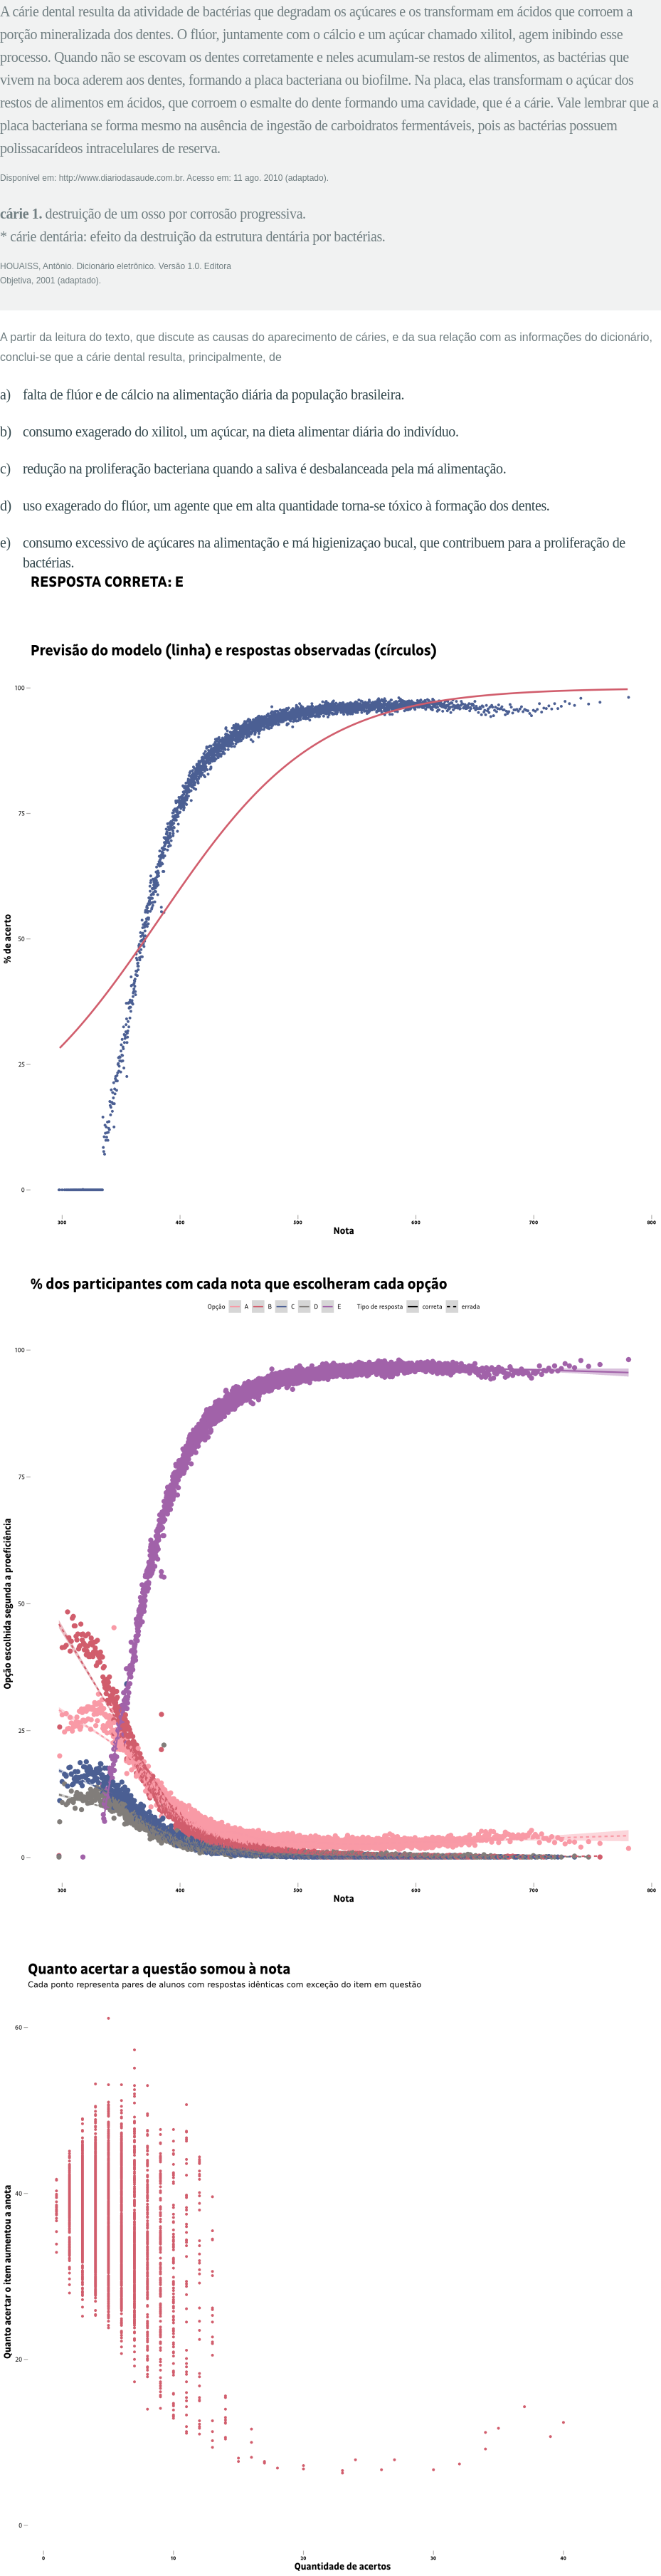 A cárie dental resulta da atividade de bactérias que degradam os açúcares e os transformam em ácidos que corroem a
porção mineralizada dos dentes. O flúor, juntamente com o cálcio e um açúcar chamado xilitol, agem inibindo esse
processo. Quando não se escovam os dentes corretamente e neles acumulam-se restos de alimentos, as bactérias que
vivem na boca aderem aos dentes, formando a placa bacteriana ou biofilme. Na placa, elas transformam o açúcar dos
restos de alimentos em ácidos, que corroem o esmalte do dente formando uma cavidade, que é a cárie. Vale lembrar que a
placa bacteriana se forma mesmo na ausência de ingestão de carboidratos fermentáveis, pois as bactérias possuem
polissacarídeos intracelulares de reserva.
Disponível em: http://www.diariodasaude.com.br. Acesso em: 11 ago. 2010 (adaptado).
cárie 1. destruição de um osso por corrosão progressiva.
* cárie dentária: efeito da destruição da estrutura dentária por bactérias.
HOUAISS, Antônio. Dicionário eletrônico. Versão 1.0. Editora
Objetiva, 2001 (adaptado).
A partir da leitura do texto, que discute as causas do aparecimento de cáries, e da sua relação com as informações do dicionário,
conclui-se que a cárie dental resulta, principalmente, de
a) falta de flúor e de cálcio na alimentação diária da população brasileira.
b) consumo exagerado do xilitol, um açúcar, na dieta alimentar diária do indivíduo.
c) redução na proliferação bacteriana quando a saliva é desbalanceada pela má alimentação.
d) uso exagerado do flúor, um agente que em alta quantidade torna-se tóxico à formação dos dentes.
e) consumo excessivo de açúcares na alimentação e má higienizaçao bucal, que contribuem para a proliferação de
bactérias.
RESPOSTA CORRETA: E
Previsão do modelo (linha) e respostas observadas (círculos)
100
75
50
25
0
% de acerto
300 400 500 600 700 800
Nota
% dos participantes com cada nota que escolheram cada opção
Opção A B C D E Tipo de resposta correta errada
100
75
50
25
0
Opção escolhida segunda a proeficiência
300 400 500 600 700 800
Nota
Quanto acertar a questão somou à nota
Cada ponto representa pares de alunos com respostas idênticas com exceção do item em questão
60
40
20
0
Quanto acertar o item aumentou a anota
0 10 20 30 40
Quantidade de acertos